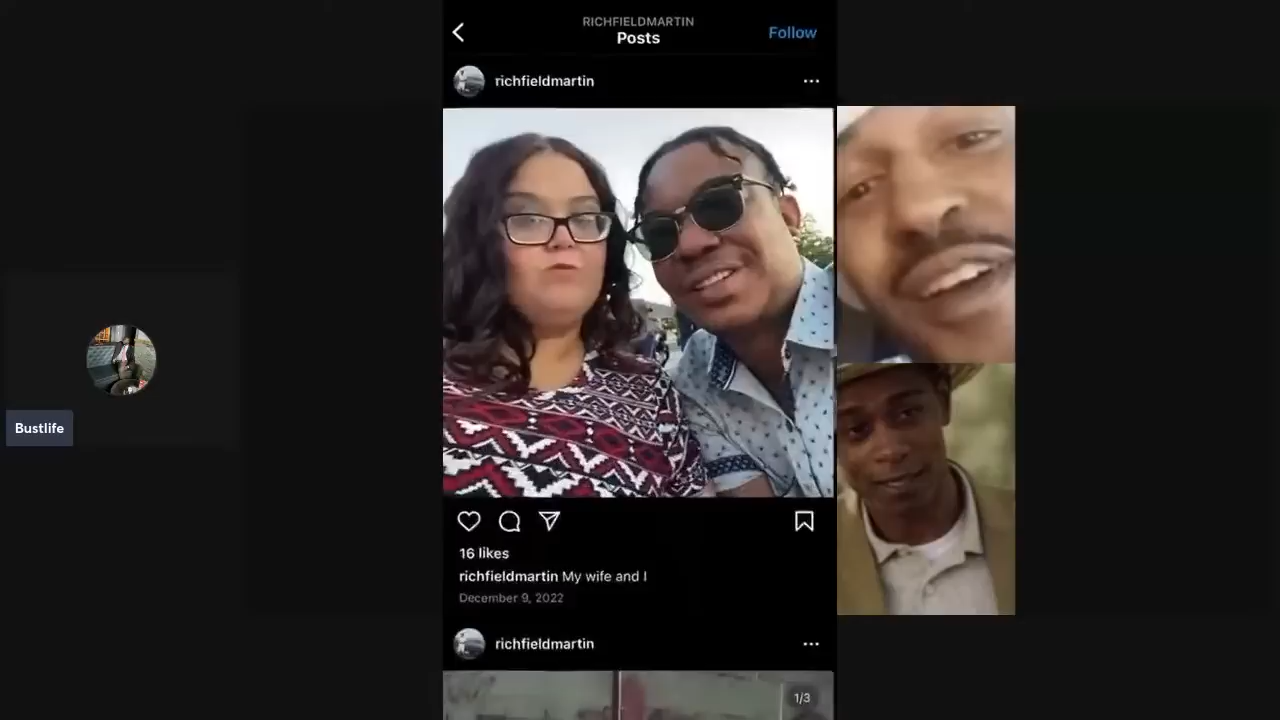 RICHFIELDMARTIN
Posts
Follow
richfieldmartin
Bustlife
16 likes
richfieldmartin My wife and I
December 9, 2022
richfieldmartin
1/3